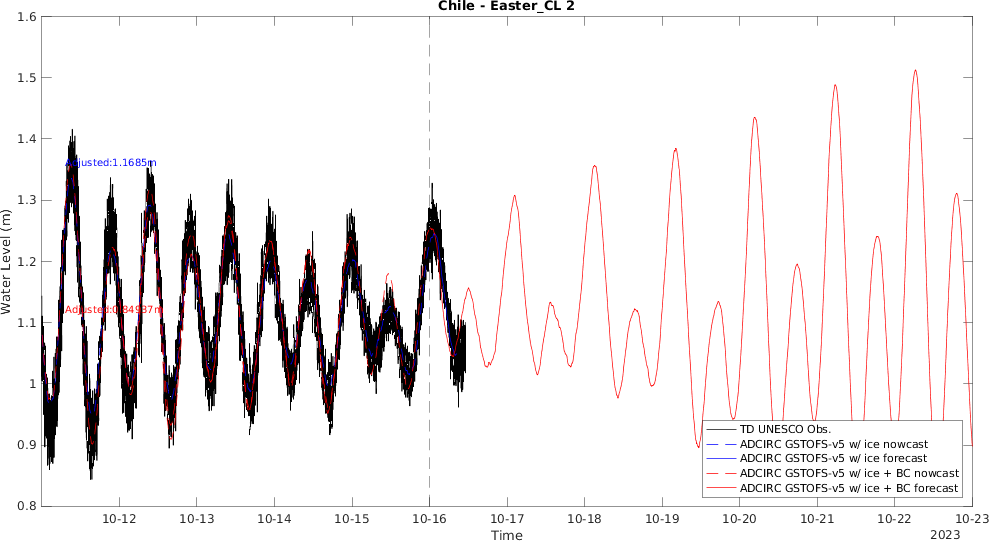 Chile - Easter_CL 2
1.6
1.5
1.4
1.3
1.2
1.1
1
0.9
0.8
Water Level (m)
Adjusted:1.1685m
TD UNESCO Obs.
ADCIRC GSTOFS-v5 w/ ice nowcast
ADCIRC GSTOFS-v5 w/ ice forecast
ADCIRC GSTOFS-v5 w/ ice + BC nowcast
ADCIRC GSTOFS-v5 w/ ice + BC forecast
10-12 10-13 10-14 10-15 10-16 10-17 10-18 10-19 10-20 10-21 10-22 10-23
Time
2023